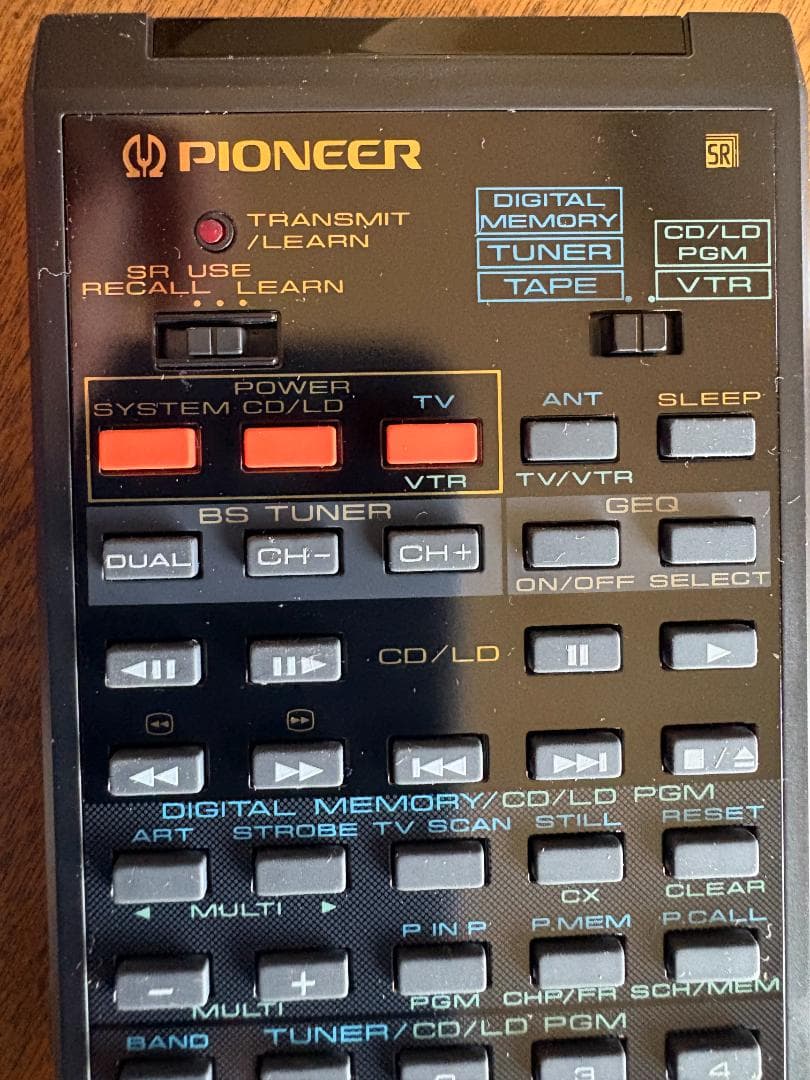 PIONEER
SR
TRANSMIT
/LEARN
SR USE
RECALL LEARN
DIGITAL
MEMORY
TUNER
TAPE
CD/LD
PGM
VTR
POWER
SYSTEM CD/LD TV
VTR
ANT SLEEP
TV/VTR
BS TUNER
DUAL CH- CH+
GEQ
ON/OFF SELECT
CD/LD
DIGITAL MEMORY/CD/LD PGM
ART STROBE TV SCAN STILL RESET
◄ MULTI ► CX CLEAR
P IN P P.MEM P.CALL
- +
MULTI PGM CHP/FR SCR/MEM
TUNER/CD/LD PGM
BAND
3 4